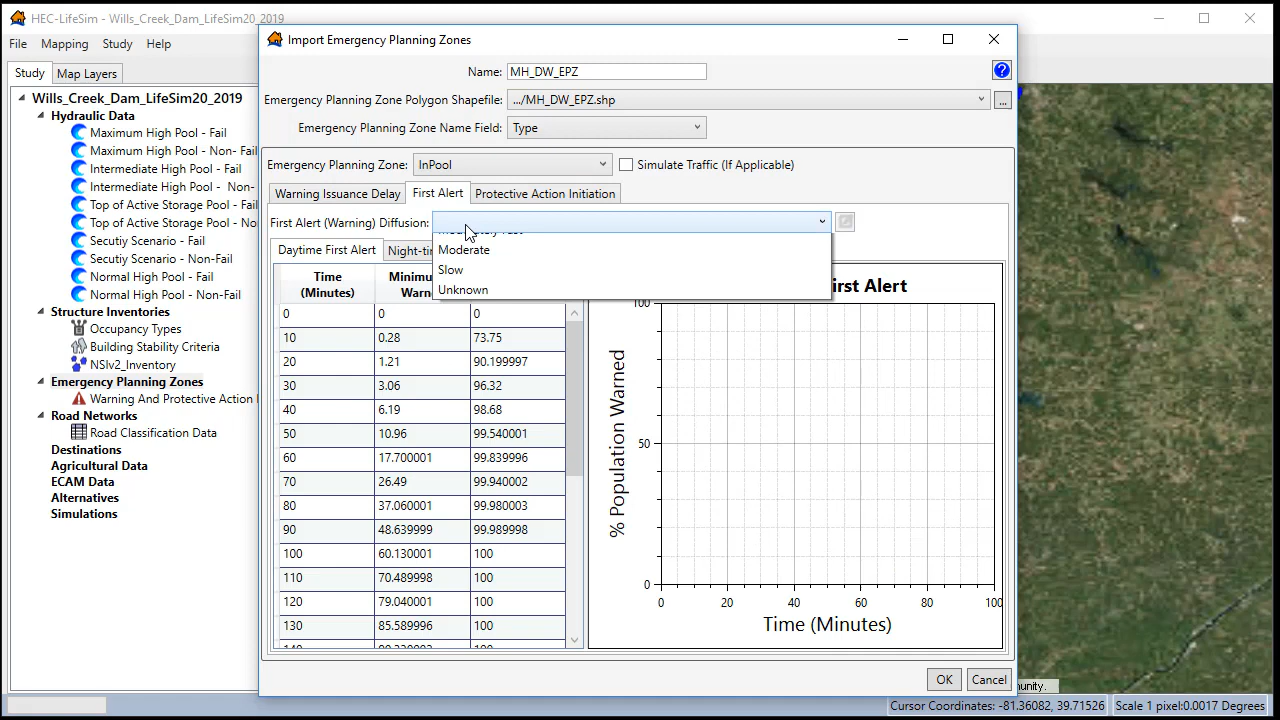 HEC-LifeSim - Wills_Creek_Dam_LifeSim20_2019
File Mapping Study Help
Study Map Layers
Wills_Creek_Dam_LifeSim20_2019
Hydraulic Data
Maximum High Pool - Fail
Maximum High Pool - Non- Fail
Intermediate High Pool - Fail
Intermediate High Pool - Non-
Top of Active Storage Pool - Fail
Top of Active Storage Pool - Non
Secutiy Scenario - Fail
Secutiy Scenario - Non-Fail
Normal High Pool - Fail
Normal High Pool - Non-Fail
Structure Inventories
Occupancy Types
Building Stability Criteria
NSIv2_Inventory
Emergency Planning Zones
Warning And Protective Action
Road Networks
Road Classification Data
Destinations
Agricultural Data
ECAM Data
Alternatives
Simulations
Import Emergency Planning Zones
Name: MH_DW_EPZ
Emergency Planning Zone Polygon Shapefile: .../MH_DW_EPZ.shp ...
Emergency Planning Zone Name Field: Type
Emergency Planning Zone: InPool Simulate Traffic (If Applicable)
Warning Issuance Delay First Alert Protective Action Initiation
First Alert (Warning) Diffusion:
Moderate
Slow
Unknown
Daytime First Alert Night-tim
Time (Minutes) Minimu Warn
0 0 0
10 0.28 73.75
20 1.21 90.199997
30 3.06 96.32
40 6.19 98.68
50 10.96 99.540001
60 17.700001 99.839996
70 26.49 99.940002
80 37.060001 99.980003
90 48.639999 99.989998
100 60.130001 100
110 70.489998 100
120 79.040001 100
130 85.589996 100
irst Alert
% Population Warned
100
50
0
0 20 40 60 80 100
Time (Minutes)
OK Cancel
unity.
Cursor Coordinates: -81.36082, 39.71526 Scale 1 pixel:0.0017 Degrees